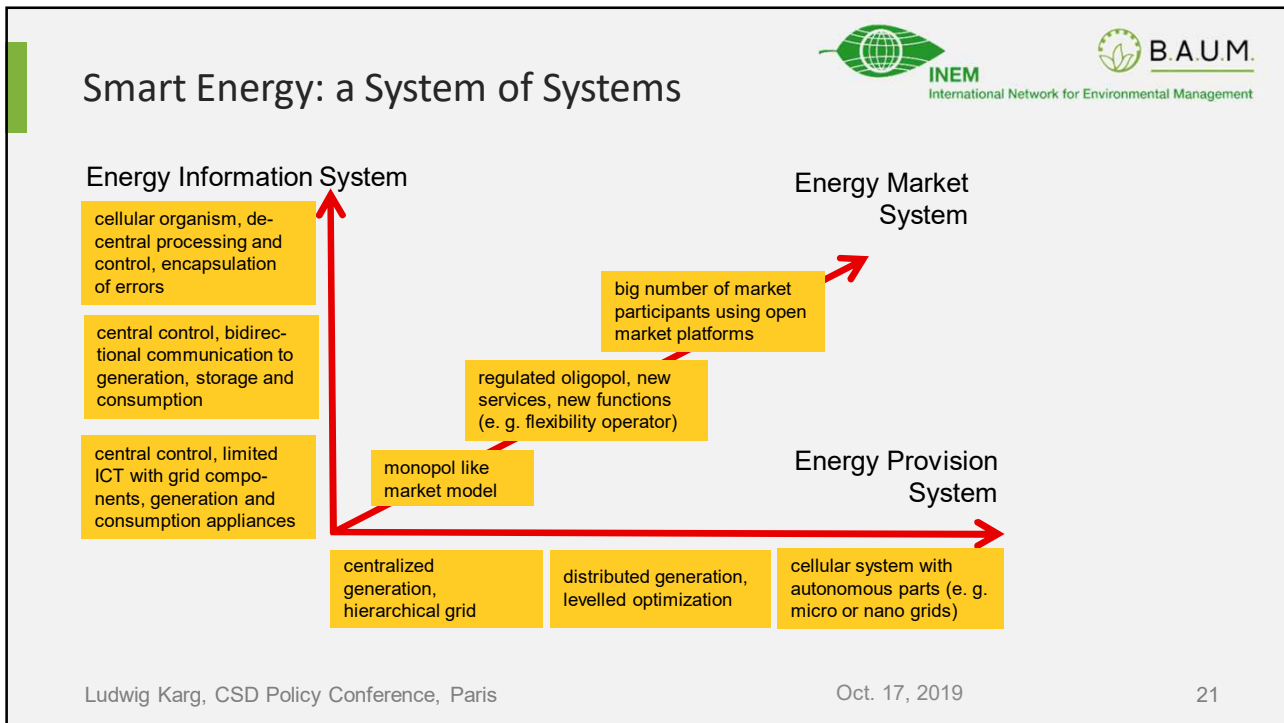 INEM
International Network for Environmental Management
B.A.U.M.
Smart Energy: a System of Systems
Energy Information System
cellular organism, de-
central processing and
control, encapsulation
of errors
central control, bidirec-
tional communication to
generation, storage and
consumption
central control, limited
ICT with grid compo-
nents, generation and
consumption appliances
Energy Market
System
big number of market
participants using open
market platforms
regulated oligopol, new
services, new functions
(e. g. flexibility operator)
monopol like
market model
Energy Provision
System
centralized
generation,
hierarchical grid
distributed generation,
levelled optimization
cellular system with
autonomous parts (e. g.
micro or nano grids)
Ludwig Karg, CSD Policy Conference, Paris
Oct. 17, 2019
21